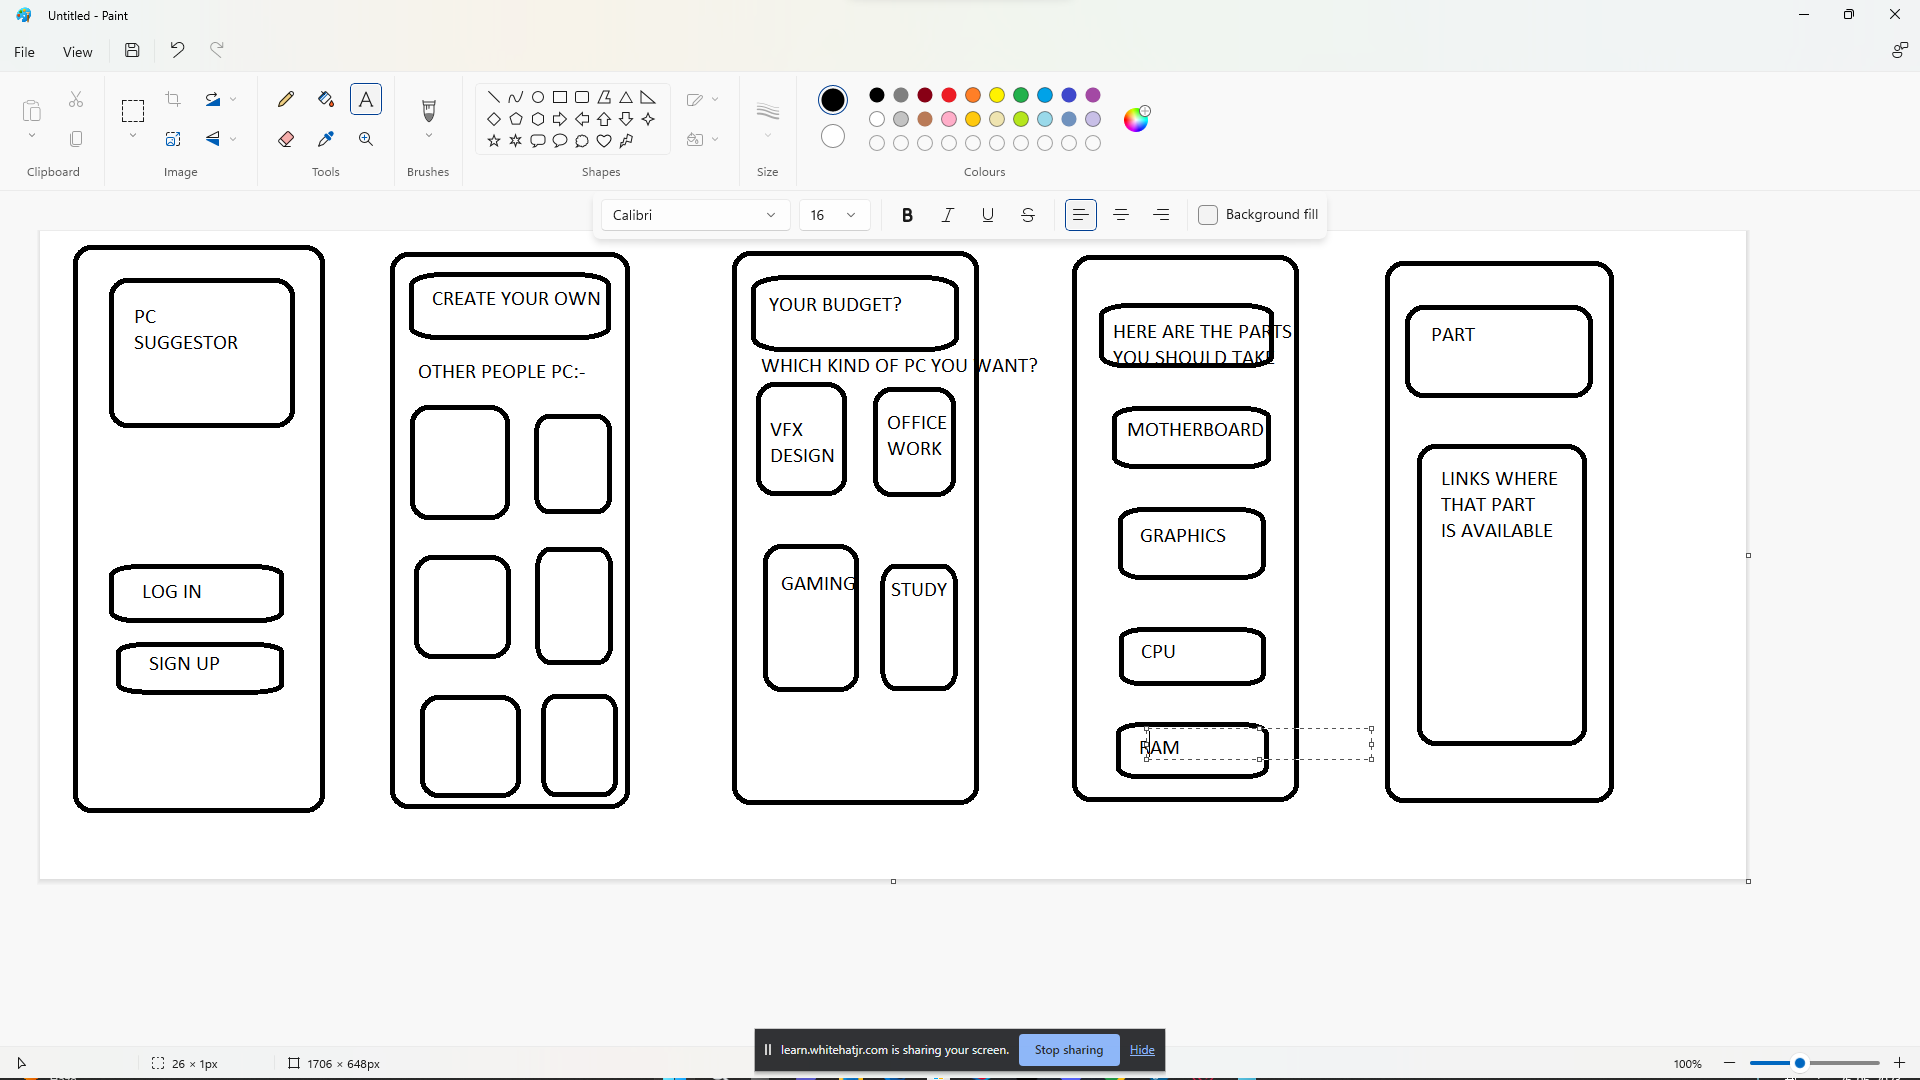 Untitled - Paint
File
View
Clipboard
Image
Tools
Brushes
Shapes
Size
Colours
Calibri
16
B
I
U
S
Background fill
PC
SUGGESTOR
LOG IN
SIGN UP
CREATE YOUR OWN
OTHER PEOPLE PC:-
YOUR BUDGET?
WHICH KIND OF PC YOU WANT?
VFX
DESIGN
OFFICE
WORK
GAMING
STUDY
HERE ARE THE PARTS
YOU SHOULD TAKE
MOTHERBOARD
GRAPHICS
CPU
RAM
PART
LINKS WHERE
THAT PART
IS AVAILABLE
learn.whitehatjr.com is sharing your screen.
Stop sharing
Hide
26 × 1px
1706 × 648px
100%